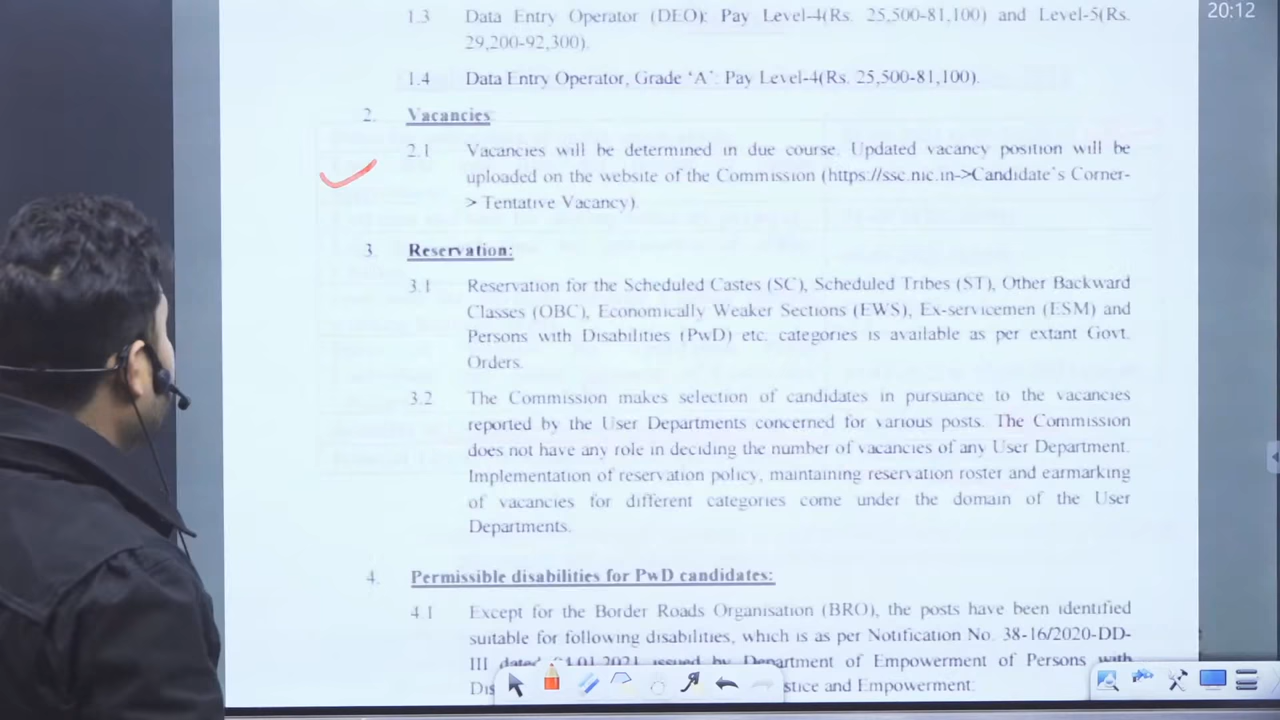 20:12
1.3 Data Entry Operator (DEO): Pay Level-4(Rs. 25,500-81,100) and Level-5(Rs.
29,200-92,300).
1.4 Data Entry Operator, Grade ‘A’: Pay Level-4(Rs. 25,500-81,100).
2. Vacancies:
2.1 Vacancies will be determined in due course. Updated vacancy position will be
uploaded on the website of the Commission (https://ssc.nic.in->Candidate’s Corner-
> Tentative Vacancy).
3. Reservation:
3.1 Reservation for the Scheduled Castes (SC), Scheduled Tribes (ST), Other Backward
Classes (OBC), Economically Weaker Sections (EWS), Ex-servicemen (ESM) and
Persons with Disabilities (PwD) etc. categories is available as per extant Govt.
Orders.
3.2 The Commission makes selection of candidates in pursuance to the vacancies
reported by the User Departments concerned for various posts. The Commission
does not have any role in deciding the number of vacancies of any User Department.
Implementation of reservation policy, maintaining reservation roster and earmarking
of vacancies for different categories come under the domain of the User
Departments.
4. Permissible disabilities for PwD candidates:
4.1 Except for the Border Roads Organisation (BRO), the posts have been identified
suitable for following disabilities, which is as per Notification No. 38-16/2020-DD-
III dated 04.01.2021 issued by Department of Empowerment of Persons with
stice and Empowerment.